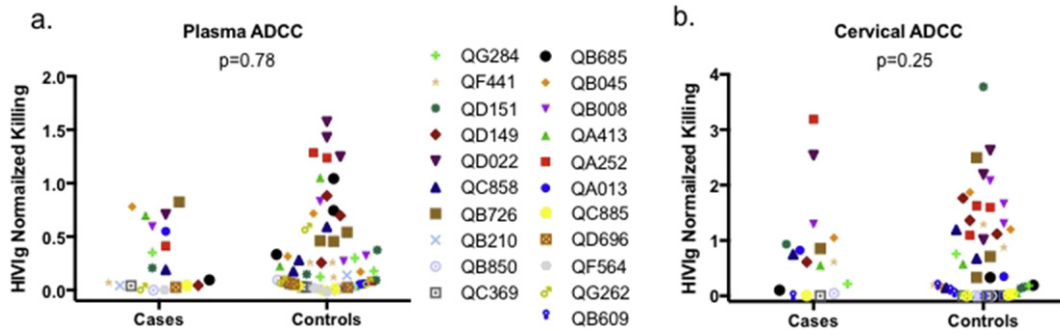 a.
Plasma ADCC
p=0.78
HIVIg Normailzed Killing
2.0
1.5
1.0
0.5
0.0
Cases Controls
QG284 QB685
QF441 QB045
QD151 QB008
QD149 QA413
QD022 QA252
QC858 QA013
QB726 QC885
QB210 QD696
QB850 QF564
QC369 QG262
QB609
b.
Cervical ADCC
p=0.25
HIVIg Normailzed Killing
4
3
2
1
0
Cases Controls